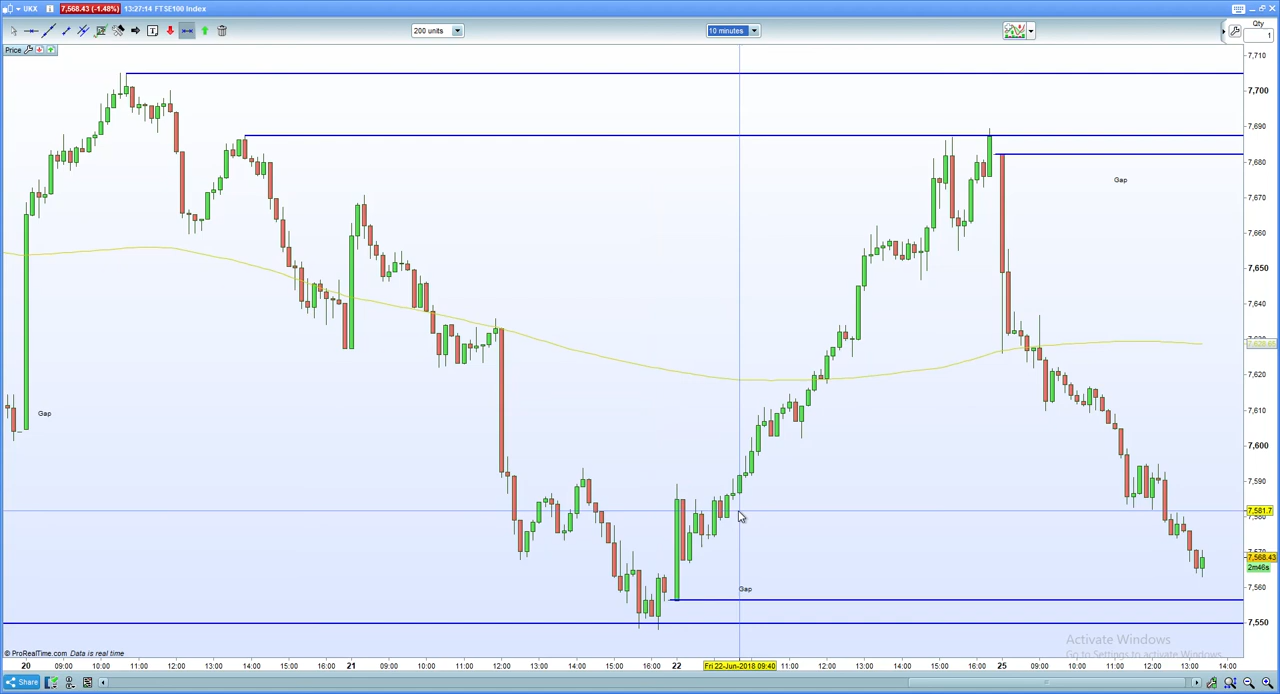 UKX 7,568.43 (-1.48%) 13:27:14 FTSE100 Index
200 units
10 minutes
Qty
1
Price
7,710
7,700
7,690
7,680
7,670
7,660
7,650
7,640
7,630
7,628.65
7,620
7,610
7,600
7,590
7,581.7
7,580
7,570
7,568.43
2m46s
7,560
7,550
Gap
Gap
Gap
Activate Windows
Go to Settings to activate Windows.
© ProRealTime.com Data is real time
20 09:00 10:00 11:00 12:00 13:00 14:00 15:00 16:00 21 09:00 10:00 11:00 12:00 13:00 14:00 15:00 16:00 22 Fri 22-Jun-2018 09:40 11:00 12:00 13:00 14:00 15:00 16:00 25 09:00 10:00 11:00 12:00 13:00 14:00
Share